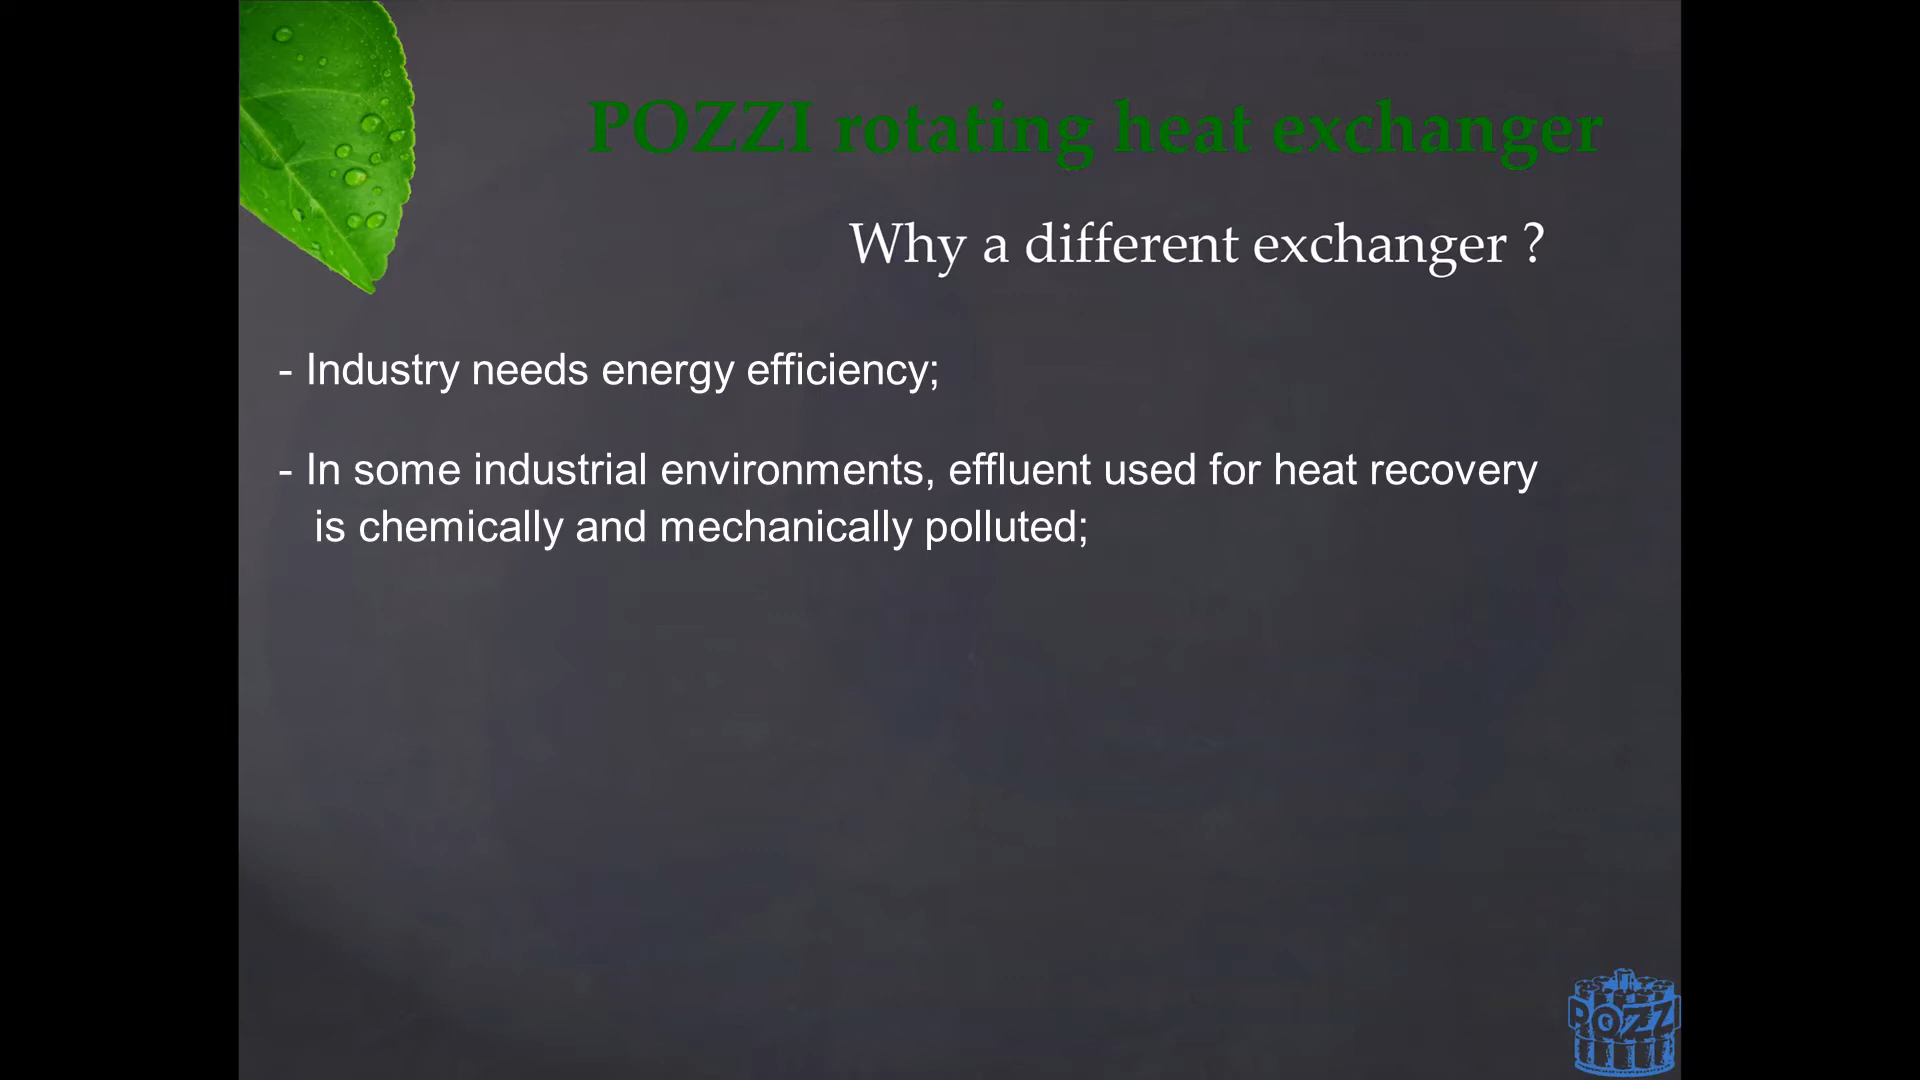 POZZI rotating heat exchanger
Why a different exchanger ?
- Industry needs energy efficiency;
- In some industrial environments, effluent used for heat recovery
is chemically and mechanically polluted;
POZZI